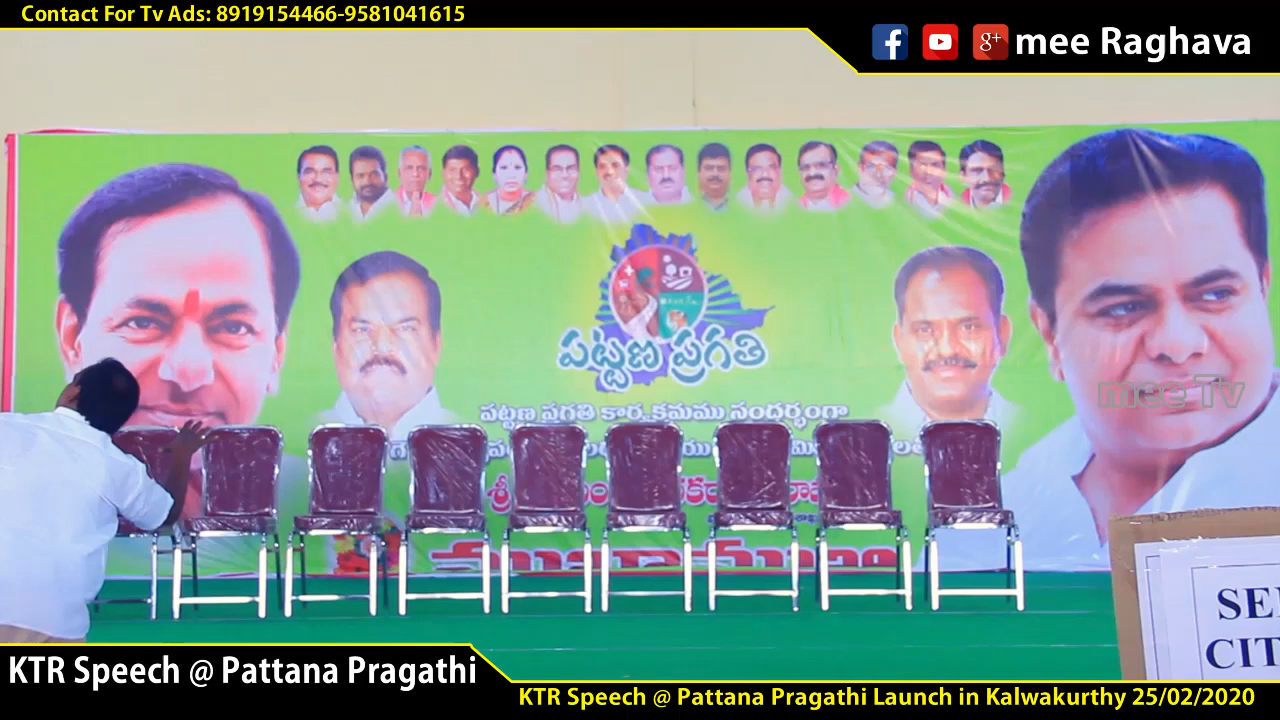 Contact For Tv Ads: 8919154466-9581041615
g+ mee Raghava
పట్టణ ప్రగతి
పట్టణ ప్రగతి కార్యక్రమము సందర్భంగా
mee Tv
SE
CIT
KTR Speech @ Pattana Pragathi
KTR Speech @ Pattana Pragathi Launch in Kalwakurthy 25/02/2020